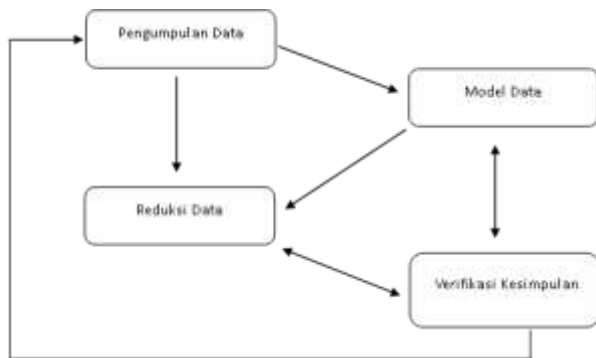 Pengumpulan Data
Model Data
Reduksi Data
Verifikasi Kesimpulan